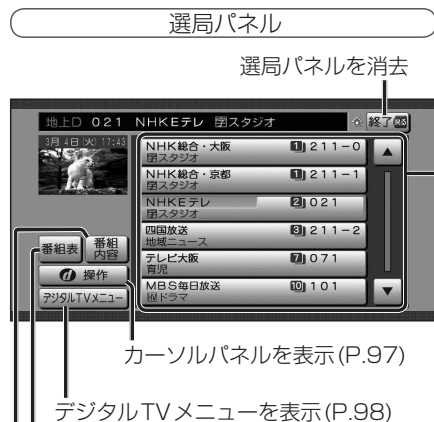 選局パネル
選局パネルを消去
地上D 021 NHKEテレ 囝スタジオ
終了 戻る
3月 4日(火) 17:43
NHK総合・大阪 1 211-0
スタジオ
NHK総合・京都 1 211-1
スタジオ
NHKEテレ 2 021
スタジオ
四国放送 3 211-2
地域ニュース
テレビ大阪 7 071
育児
MBS毎日放送 10 101
ドラマ
▲
▼
番組表
番組
内容
d 操作
デジタルTVメニュー
カーソルパネルを表示(P.97)
デジタルTVメニューを表示(P.98)